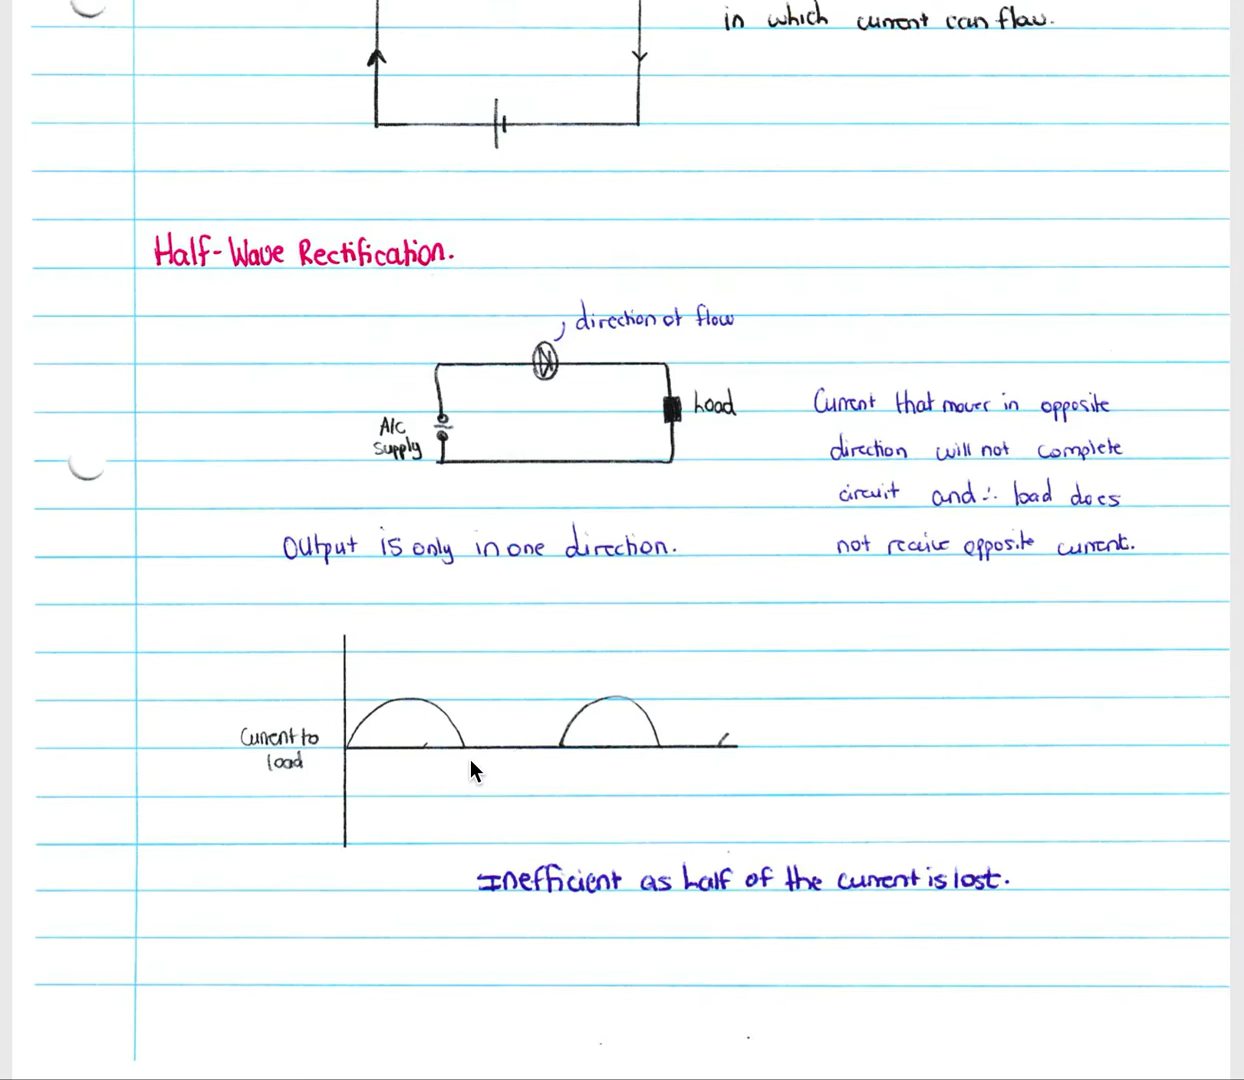 in which current can flow.
Half-Wave Rectification.
direction of flow
A/c
supply
Load
Current that moves in opposite
direction will not complete
circuit and ∴ load does
not receive opposite current.
Output is only in one direction.
Current to
load
Inefficient as half of the current is lost.